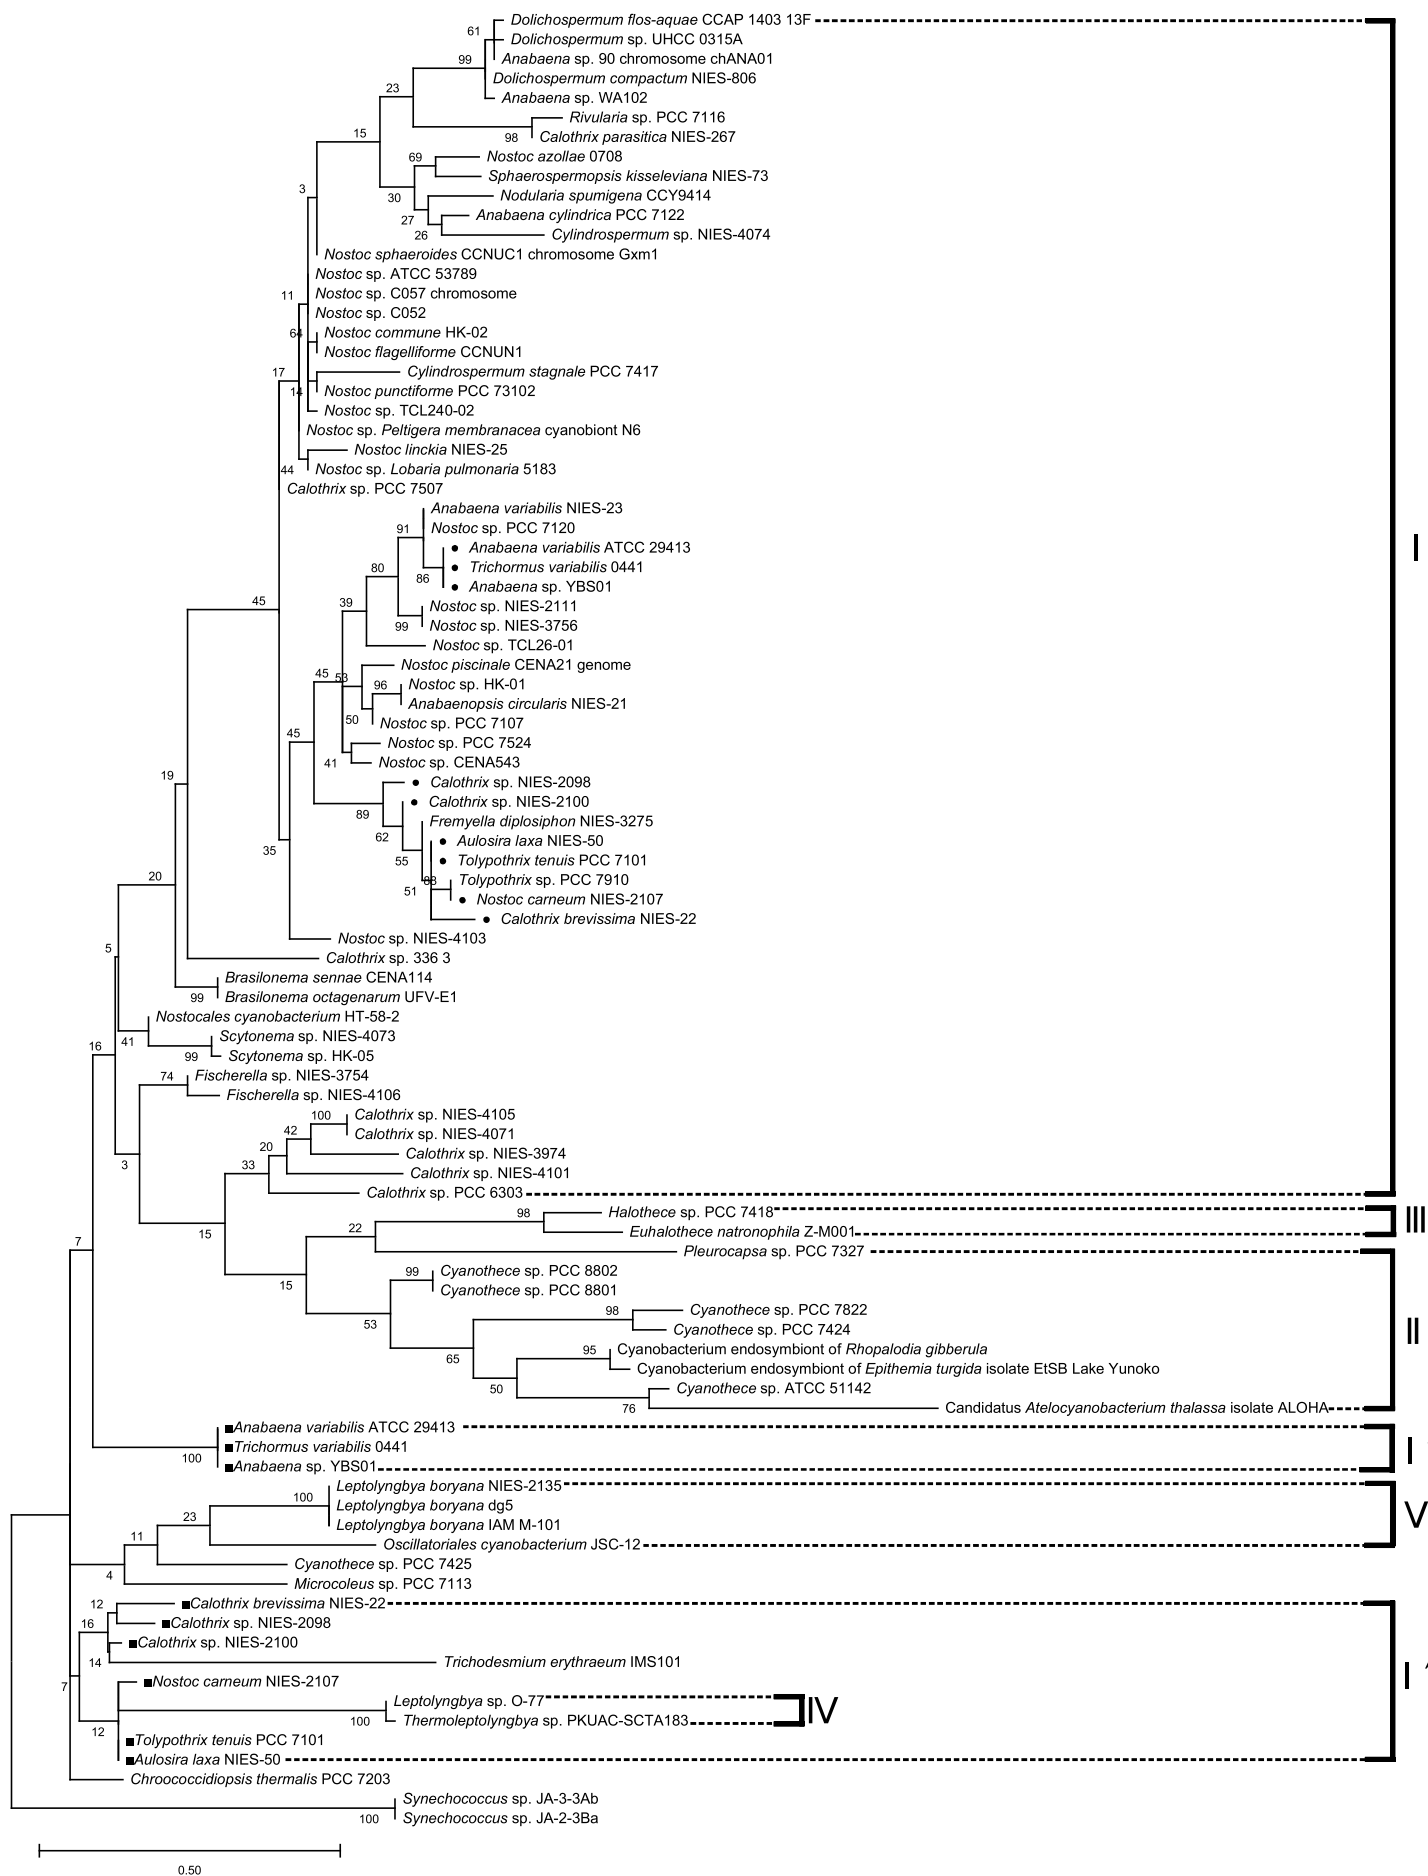 Dolichospermum flos-aquae CCAP 1403 13F
61
Dolichospermum sp. UHCC 0315A
Anabaena sp. 90 chromosome chANA01
99
Dolichospermum compactum NIES-806
23
Anabaena sp. WA102
Rivularia sp. PCC 7116
98
Calothrix parasitica NIES-267
15
Nostoc azollae 0708
69
Sphaerospermopsis kisseleviana NIES-73
3
30
Nodularia spumigena CCY9414
27
Anabaena cylindrica PCC 7122
26
Cylindrospermum sp. NIES-4074
Nostoc sphaeroides CCNUC1 chromosome Gxm1
Nostoc sp. ATCC 53789
11
Nostoc sp. C057 chromosome
Nostoc sp. C052
64
Nostoc commune HK-02
Nostoc flagelliforme CCNUN1
17
Cylindrospermum stagnale PCC 7417
14
Nostoc punctiforme PCC 73102
Nostoc sp. TCL240-02
Nostoc sp. Peltigera membranacea cyanobiont N6
Nostoc linckia NIES-25
44
Nostoc sp. Lobaria pulmonaria 5183
Calothrix sp. PCC 7507
Anabaena variabilis NIES-23
91
Nostoc sp. PCC 7120
Anabaena variabilis ATCC 29413
I
80
86
Trichormus variabilis 0441
Anabaena sp. YBS01
45
39
Nostoc sp. NIES-2111
99
Nostoc sp. NIES-3756
Nostoc sp. TCL26-01
45
53
Nostoc piscinale CENA21 genome
96
Nostoc sp. HK-01
Anabaenopsis circularis NIES-21
50
Nostoc sp. PCC 7107
45
Nostoc sp. PCC 7524
41
Nostoc sp. CENA543
19
Calothrix sp. NIES-2098
89
Calothrix sp. NIES-2100
62
Fremyella diplosiphon NIES-3275
35
Aulosira laxa NIES-50
55
Tolypothrix tenuis PCC 7101
20
51
88
Tolypothrix sp. PCC 7910
Nostoc carneum NIES-2107
Calothrix brevissima NIES-22
5
Nostoc sp. NIES-4103
Calothrix sp. 336 3
Brasilonema sennae CENA114
99
Brasilonema octagenarum UFV-E1
Nostocales cyanobacterium HT-58-2
16
41
Scytonema sp. NIES-4073
99
Scytonema sp. HK-05
74
Fischerella sp. NIES-3754
Fischerella sp. NIES-4106
100
Calothrix sp. NIES-4105
42
Calothrix sp. NIES-4071
20
Calothrix sp. NIES-3974
3
33
Calothrix sp. NIES-4101
Calothrix sp. PCC 6303
98
Halothece sp. PCC 7418
III
7
15
22
Euhalothece natronophila Z-M001
Pleurocapsa sp. PCC 7327
99
Cyanothece sp. PCC 8802
15
Cyanothece sp. PCC 8801
98
Cyanothece sp. PCC 7822
53
Cyanothece sp. PCC 7424
II
95
Cyanobacterium endosymbiont of Rhopalodia gibberula
65
Cyanobacterium endosymbiont of Epithemia turgida isolate EtSB Lake Yunoko
50
Cyanothece sp. ATCC 51142
76
Candidatus Atelocyanobacterium thalassa isolate ALOHA
Anabaena variabilis ATCC 29413
Trichormus variabilis 0441
I
100
Anabaena sp. YBS01
Leptolyngbya boryana NIES-2135
100
Leptolyngbya boryana dg5
V
23
Leptolyngbya boryana IAM M-101
11
Oscillatoriales cyanobacterium JSC-12
Cyanothece sp. PCC 7425
4
Microcoleus sp. PCC 7113
12
Calothrix brevissima NIES-22
16
Calothrix sp. NIES-2098
Calothrix sp. NIES-2100
14
Trichodesmium erythraeum IMS101
I
7
Nostoc carneum NIES-2107
Leptolyngbya sp. O-77
IV
12
100
Thermoleptolyngbya sp. PKUAC-SCTA183
Tolypothrix tenuis PCC 7101
Aulosira laxa NIES-50
Chroococcidiopsis thermalis PCC 7203
Synechococcus sp. JA-3-3Ab
100
Synechococcus sp. JA-2-3Ba
0.50